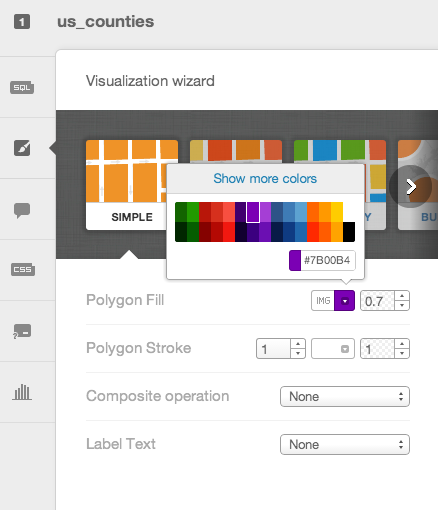 1 us_counties
SQL
Visualization wizard
SIMPLE
Show more colors
#7B00B4
Y
BU
CSS
Polygon Fill IMG 0.7
?
Polygon Stroke 1 1
Composite operation None
Label Text None